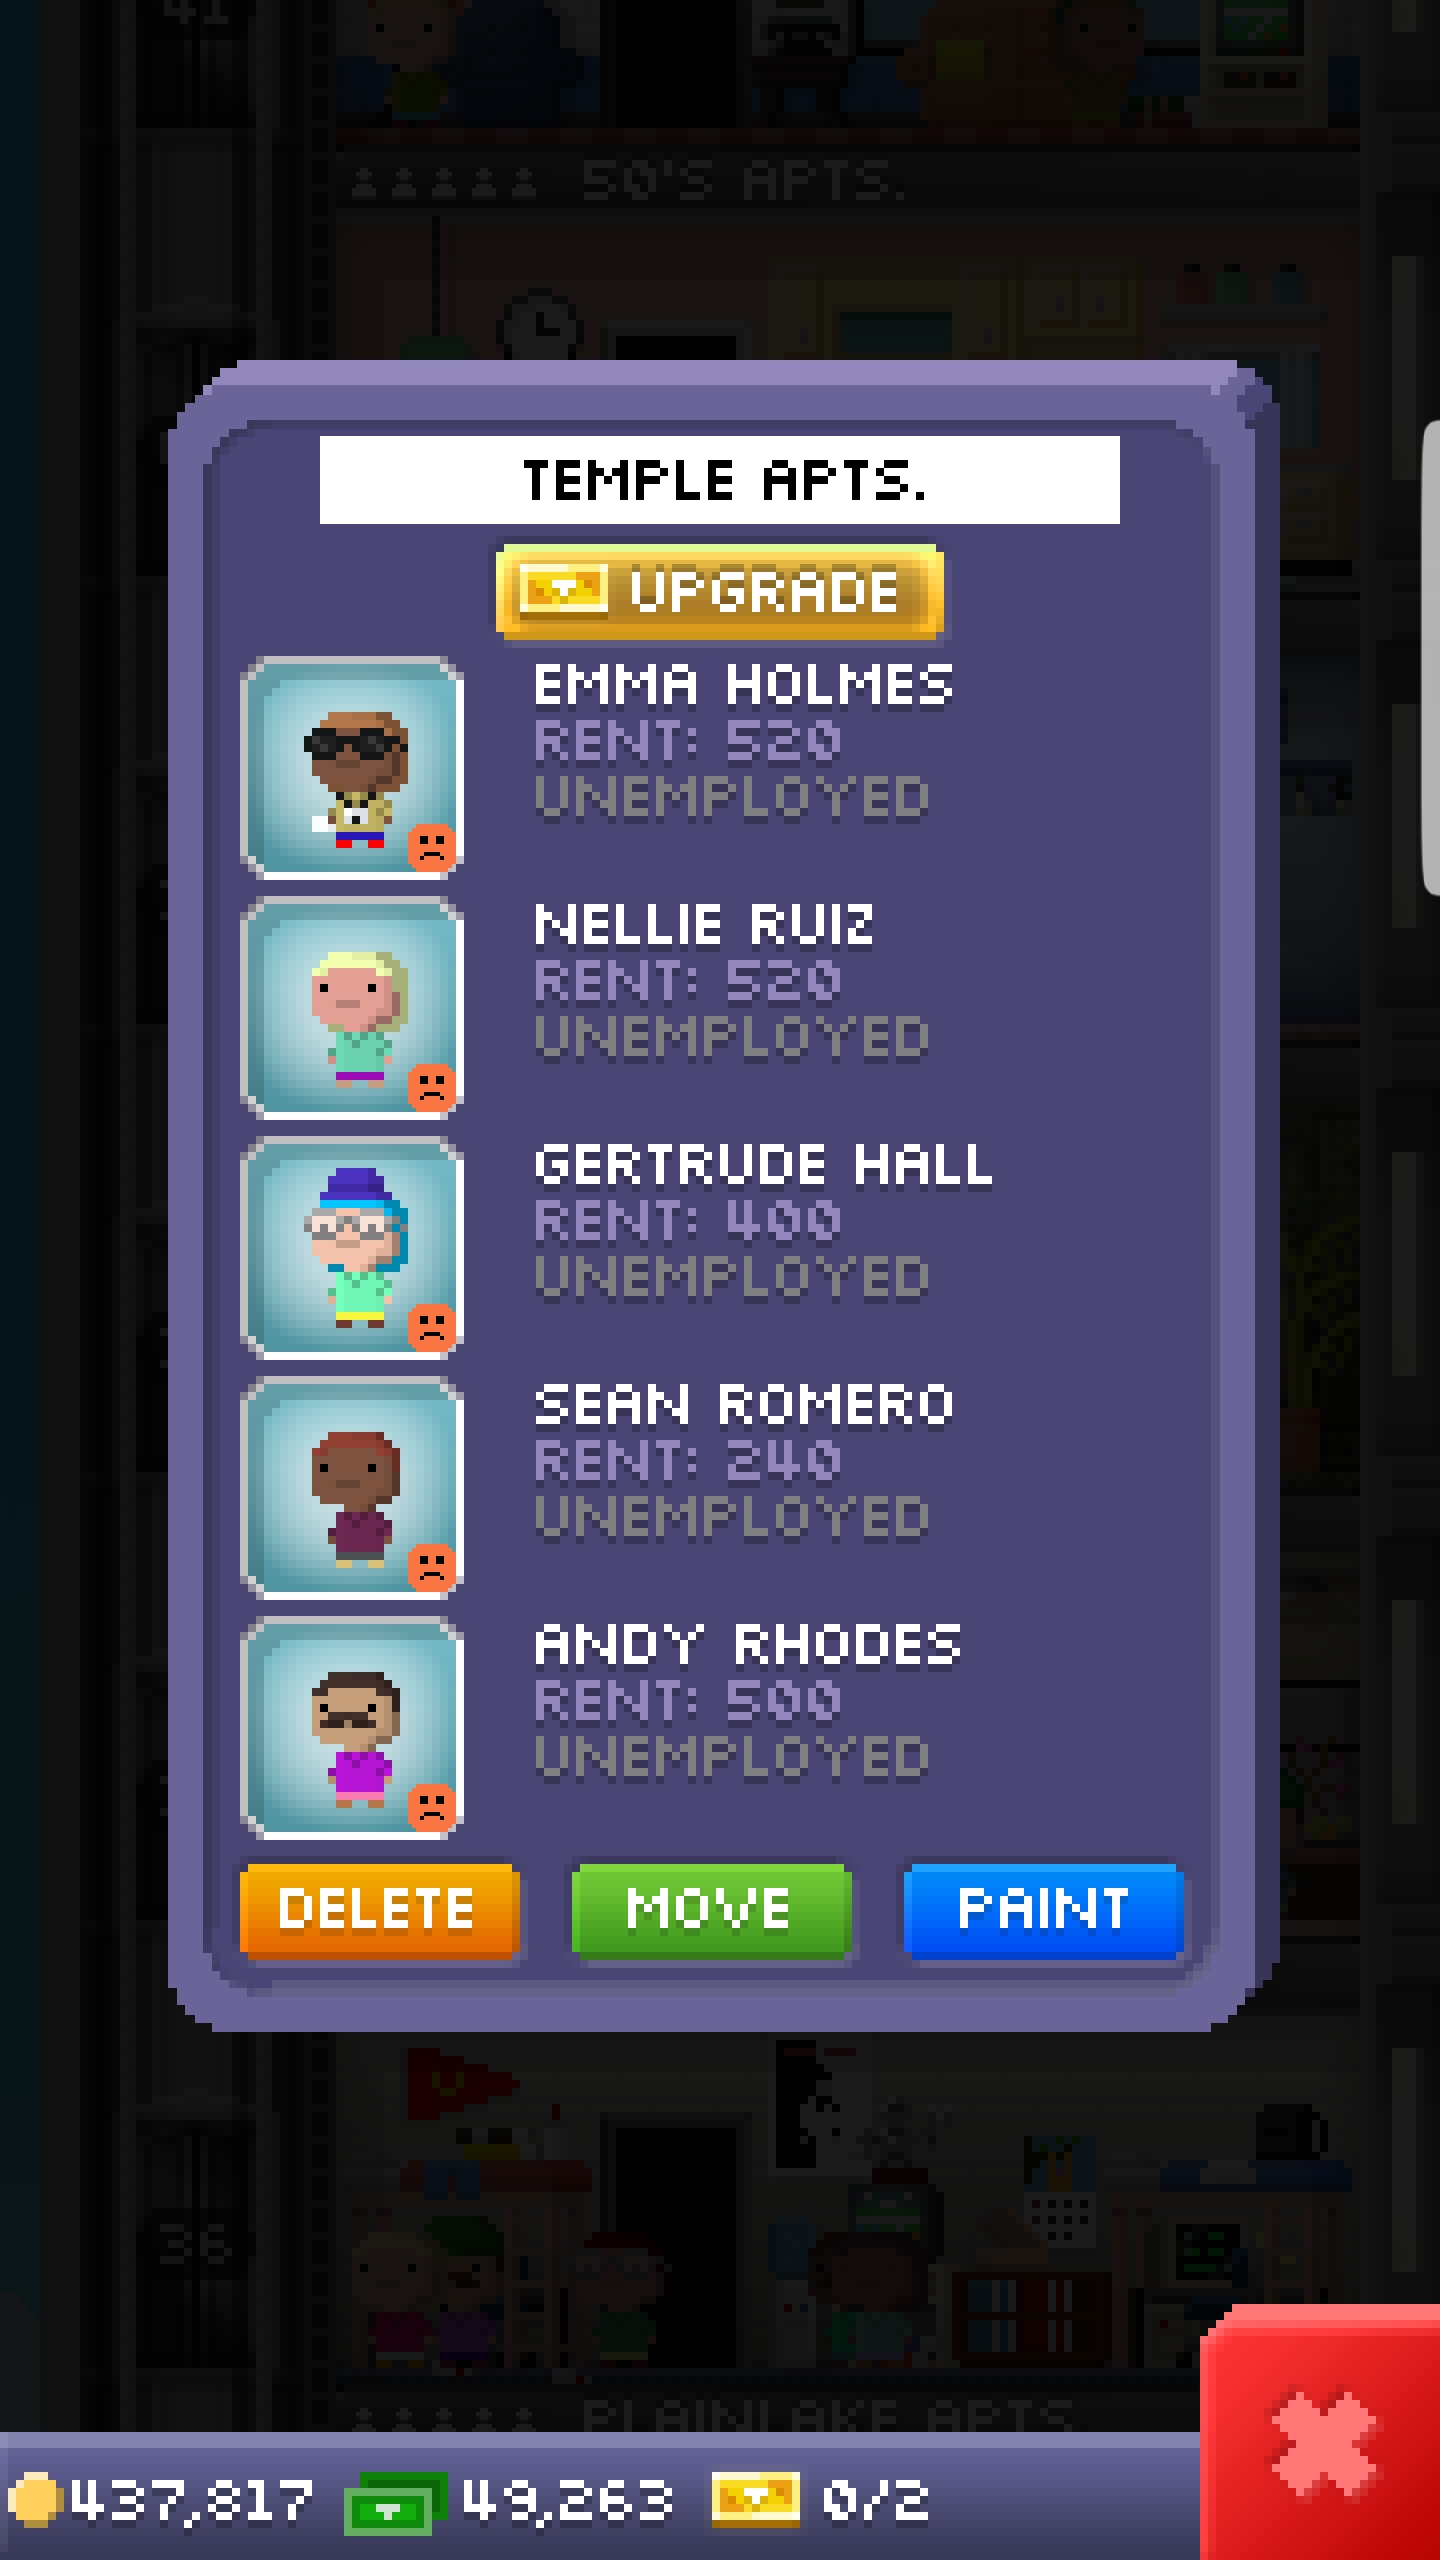 41
50'S APTS.
TEMPLE APTS.
UPGRADE
EMMA HOLMES
RENT: 520
UNEMPLOYED
NELLIE RUIZ
RENT: 520
UNEMPLOYED
GERTRUDE HALL
RENT: 400
UNEMPLOYED
SEAN ROMERO
RENT: 240
UNEMPLOYED
ANDY RHODES
RENT: 500
UNEMPLOYED
DELETE MOVE PAINT
36
PLAINLAKE APTS
437,817 49,263 0/2